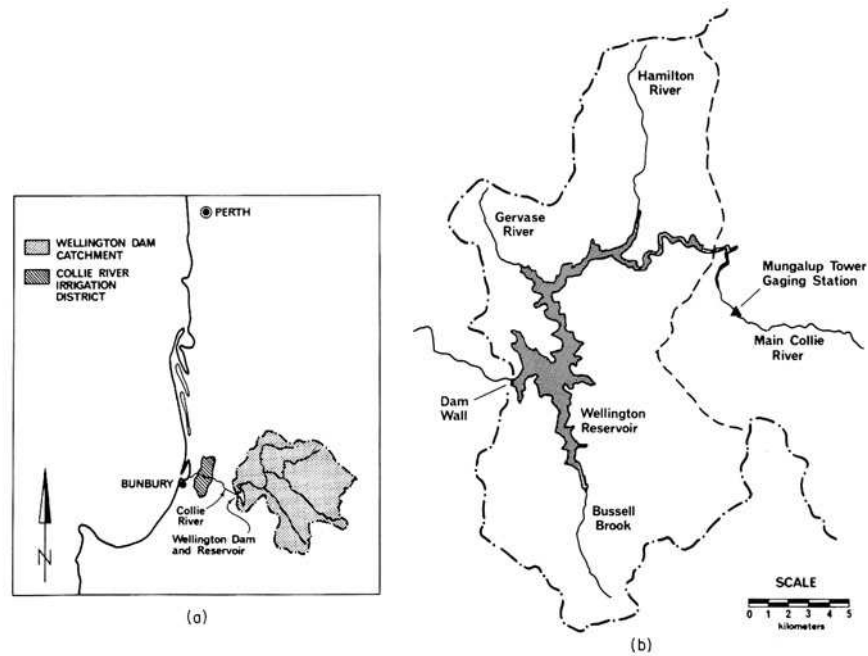 PERTH
WELLINGTON DAM
CATCHMENT
COLLIE RIVER
IRRIGATION
DISTRICT
BUNBURY
Collie
River
Wellington Dam
and Reservoir
N
(a)
Hamilton
River
Gervase
River
Mungalup Tower
Gaging Station
Main Collie
River
Dam
Wall
Wellington
Reservoir
Bussell
Brook
SCALE
0 1 2 3 4 5
kilometers
(b)